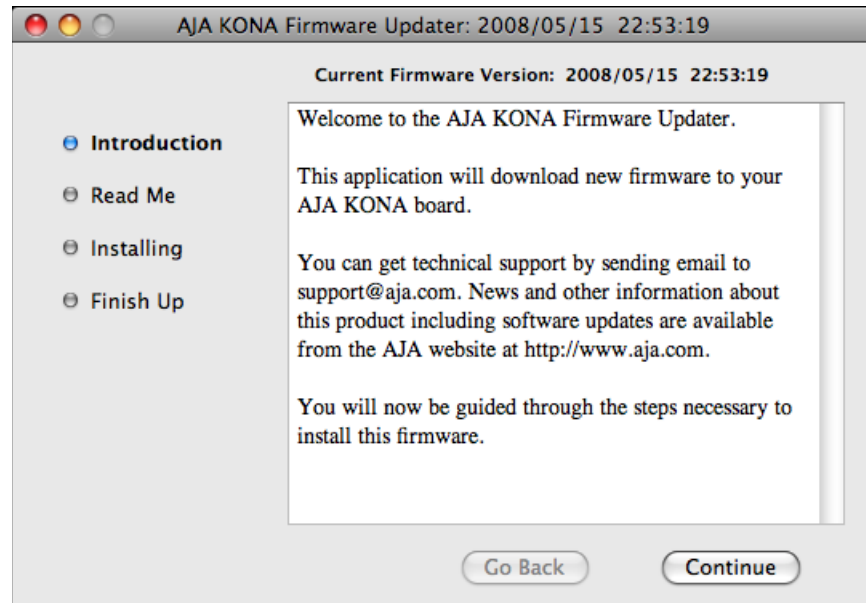 AJA KONA Firmware Updater: 2008/05/15  22:53:19
Current Firmware Version:  2008/05/15  22:53:19
Introduction
Read Me
Installing
Finish Up
Welcome to the AJA KONA Firmware Updater.
This application will download new firmware to your
AJA KONA board.
You can get technical support by sending email to
support@aja.com. News and other information about
this product including software updates are available
from the AJA website at http://www.aja.com.
You will now be guided through the steps necessary to
install this firmware.
Go Back
Continue